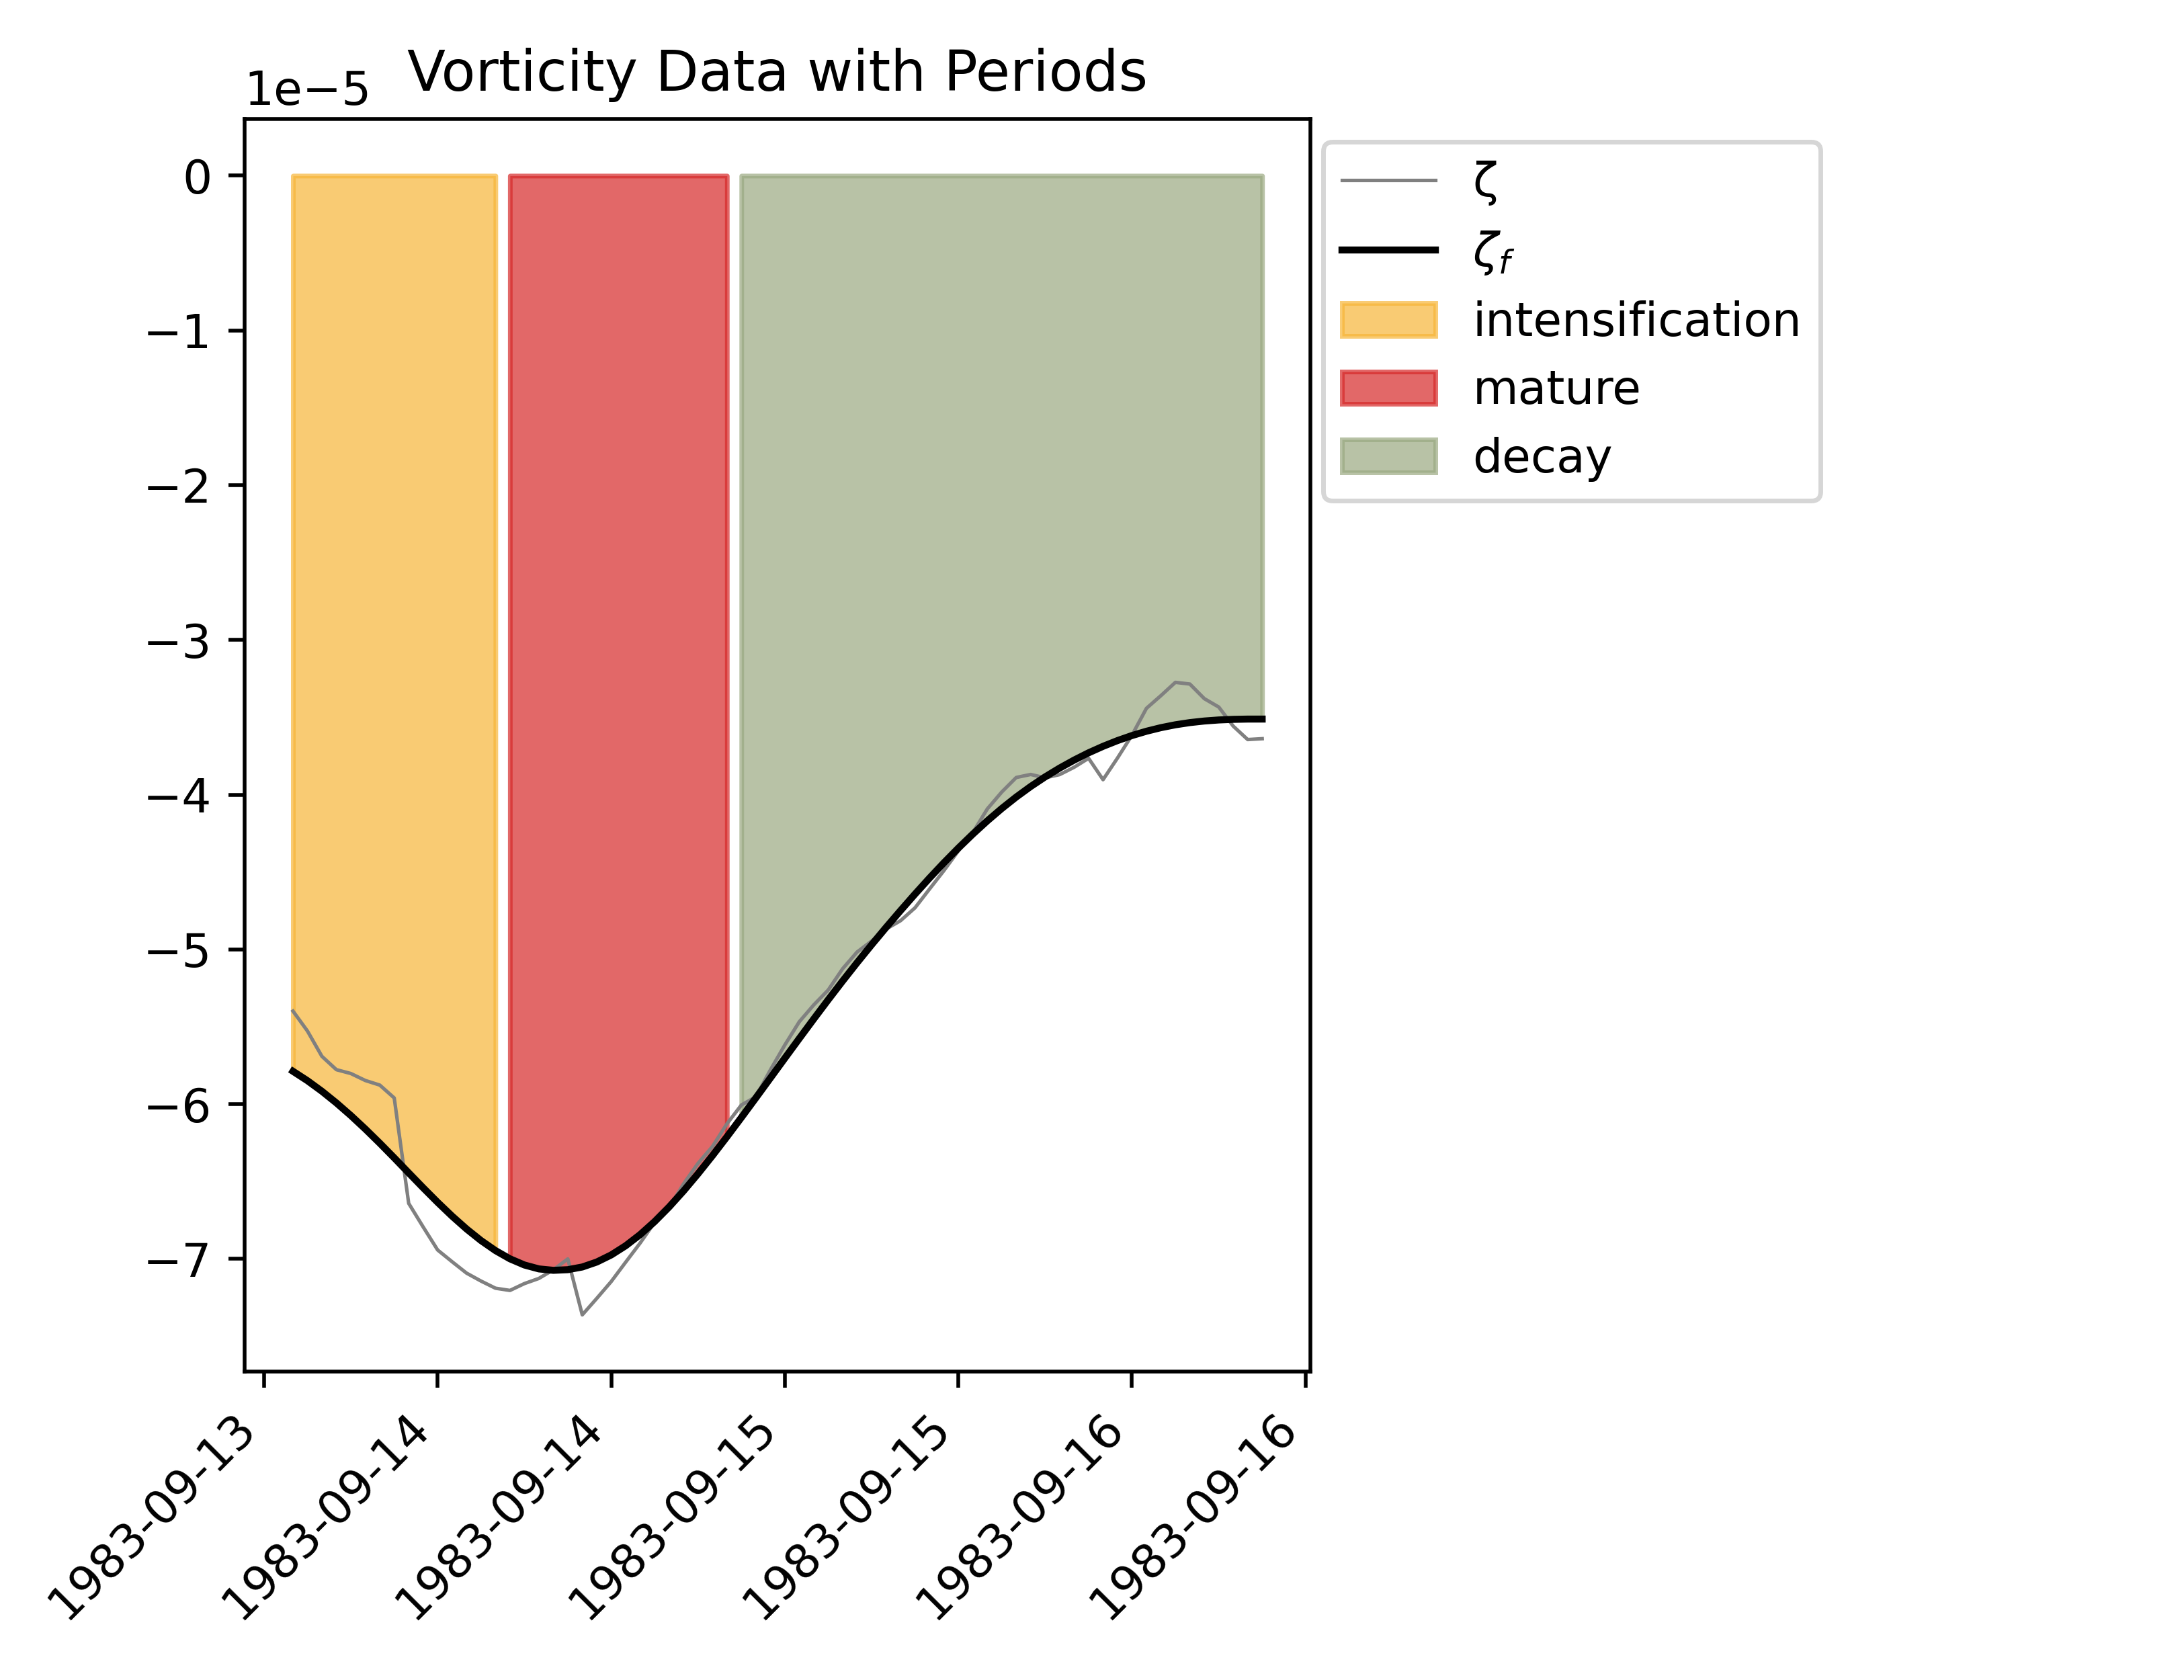 Vorticity Data with Periods
1e−5
0
−1
−2
−3
−4
−5
−6
−7
1983-09-13
1983-09-14
1983-09-14
1983-09-15
1983-09-15
1983-09-16
1983-09-16
ζ
ζf
intensification
mature
decay